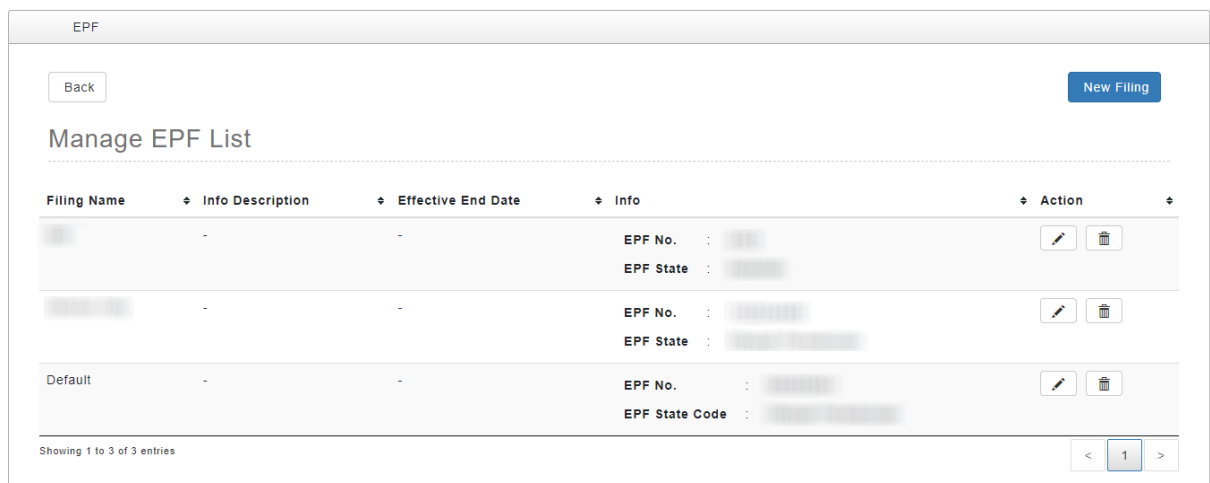 EPF
Back
New Filing
Manage EPF List
Filing Name Info Description Effective End Date Info Action
- - EPF No. :
EPF State :
- - EPF No. :
EPF State :
Default - - EPF No. :
EPF State Code :
Showing 1 to 3 of 3 entries
< 1 >